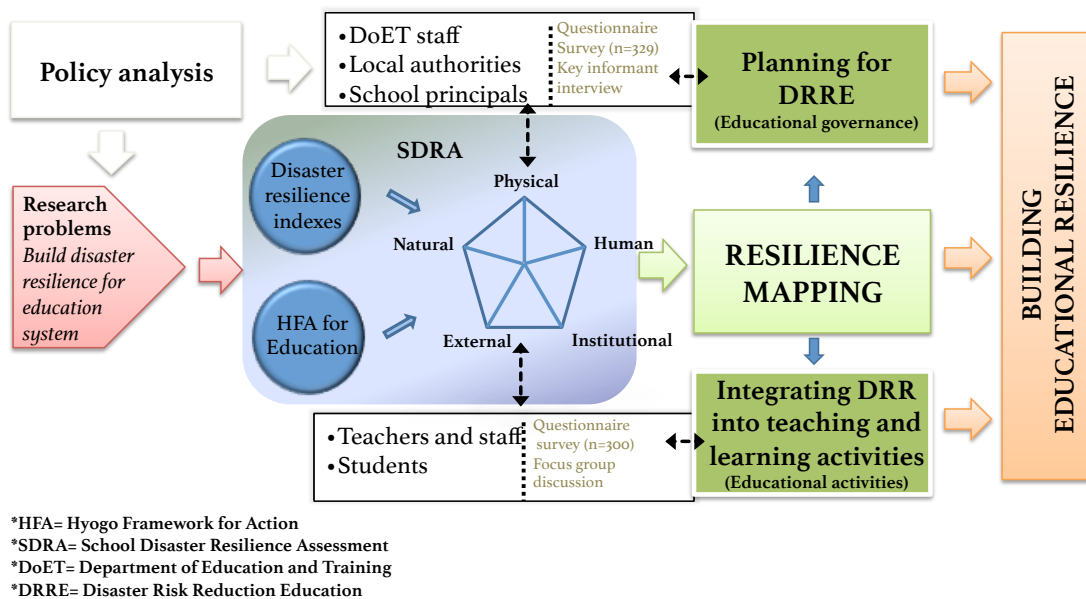 Policy analysis
•DoET staff
•Local authorities
•School principals
Questionnaire
Survey (n=329)
Key informant
interview
Planning for
DRRE
(Educational governance)
Research
problems
Build disaster
resilience for
education
system
SDRA
Disaster
resilience
indexes
HFA for
Education
Physical
Natural
Human
External
Institutional
RESILIENCE
MAPPING
•Teachers and staff
•Students
Questionnaire
survey (n=300)
Focus group
discussion
Integrating DRR
into teaching and
learning activities
(Educational activities)
BUILDING
EDUCATIONAL RESILIENCE
*HFA= Hyogo Framework for Action
*SDRA= School Disaster Resilience Assessment
*DoET= Department of Education and Training
*DRRE= Disaster Risk Reduction Education